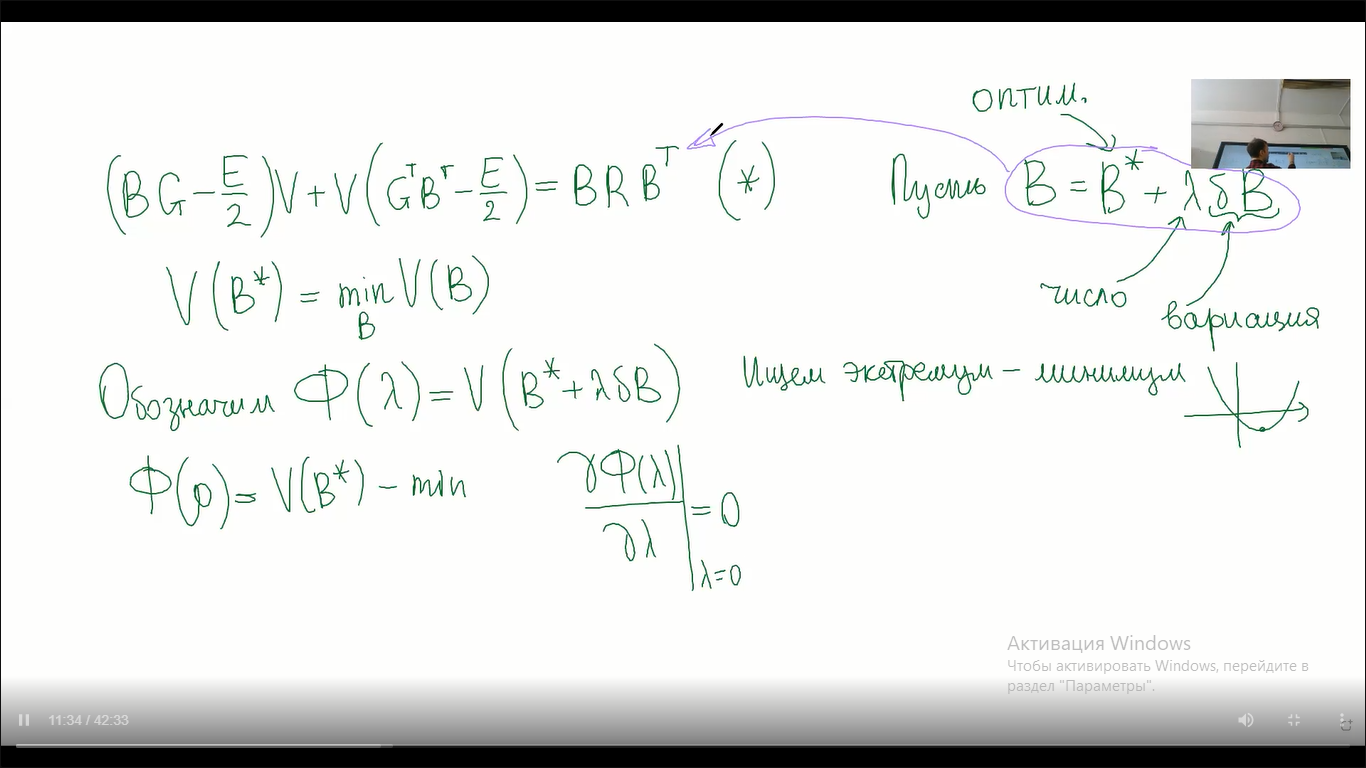 оптим.
(BG − E/2)V + V(GᵀBᵀ − E/2) = BRBᵀ (*) Пусть B = B* + λδB
V(B*) = min V(B)
B
число
вариация
Обозначим Φ(λ) = V(B* + λδB) Ищем экстремум – минимум
Φ(0) = V(B*) – min ∂Φ(λ)/∂λ |λ=0 = 0
Активация Windows
Чтобы активировать Windows, перейдите в
раздел "Параметры".
11:34 / 42:33